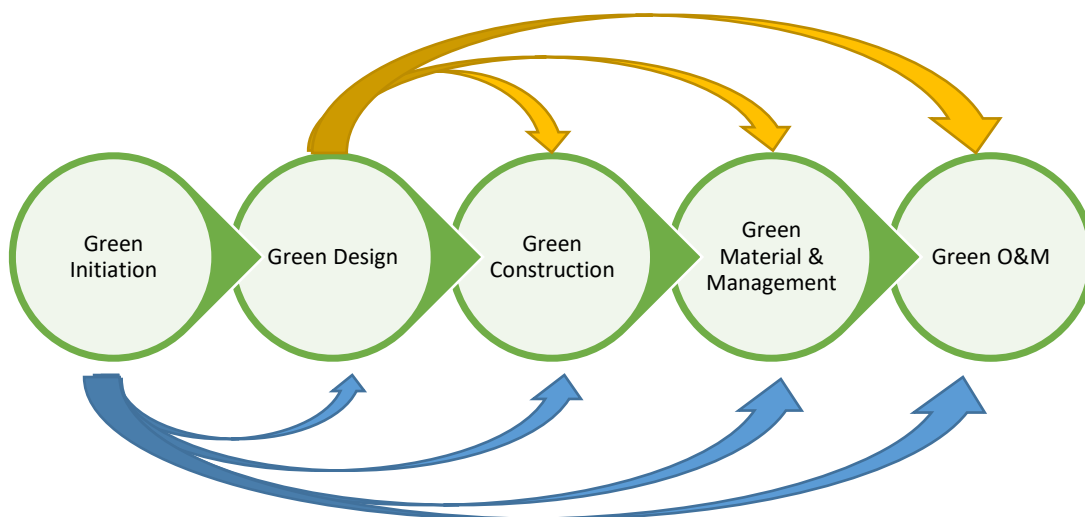 Green
Initiation
Green Design
Green
Construction
Green
Material &
Management
Green O&M